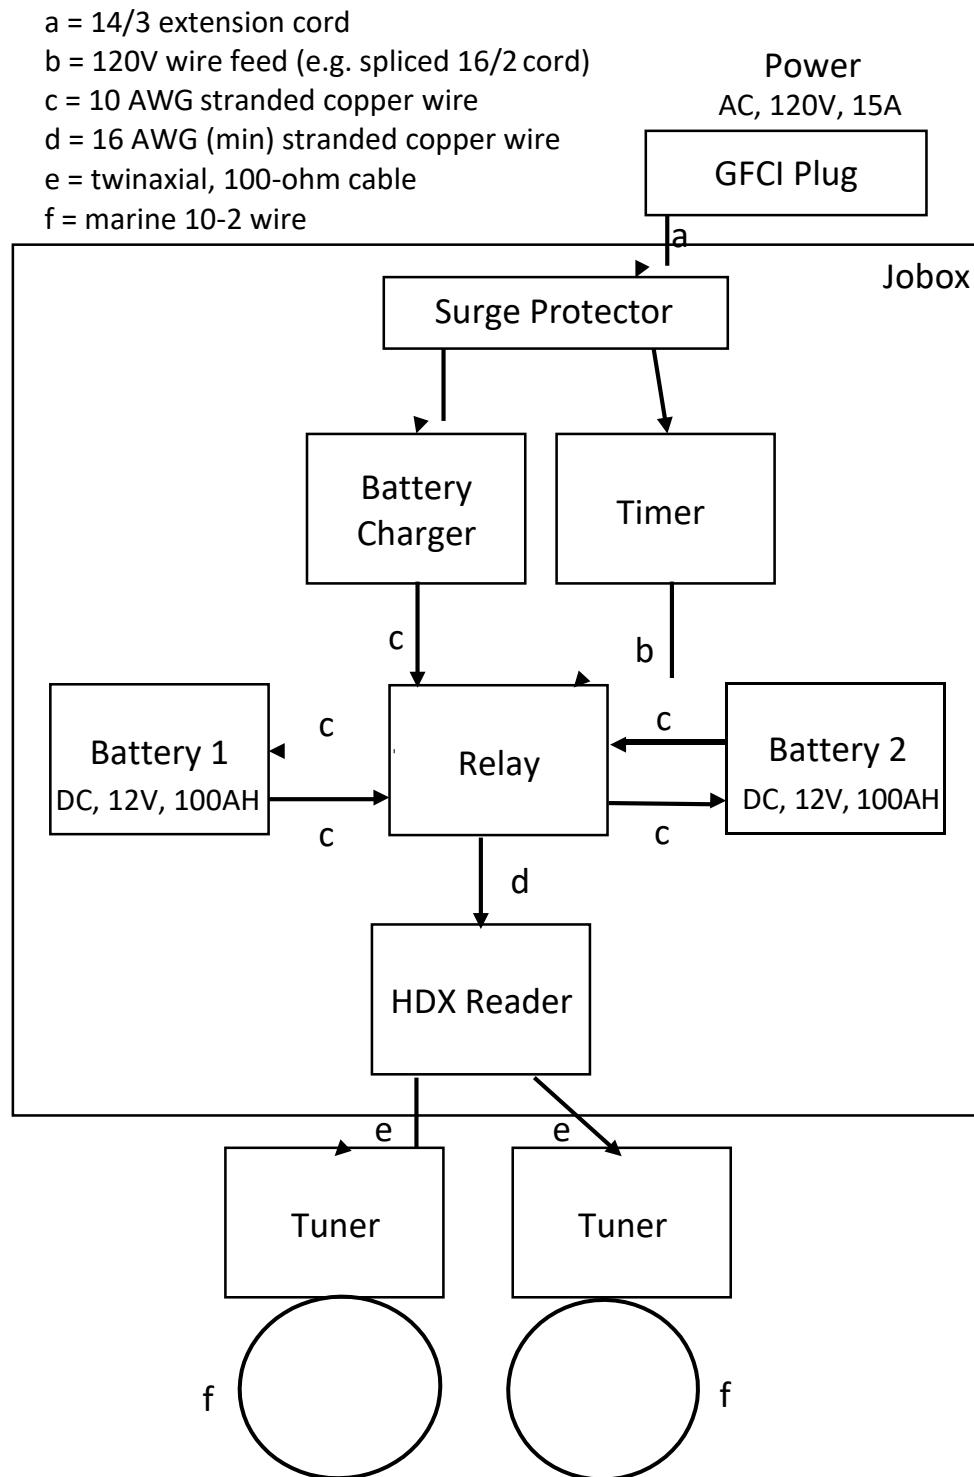 a = 14/3 extension cord
b = 120V wire feed (e.g. spliced 16/2 cord)
c = 10 AWG stranded copper wire
d = 16 AWG (min) stranded copper wire
e = twinaxial, 100-ohm cable
f = marine 10-2 wire
Power
AC, 120V, 15A
GFCI Plug
a
Jobox
Surge Protector
Battery
Charger
Timer
c
b
Battery 1
DC, 12V, 100AH
c
c
Relay
c
c
Battery 2
DC, 12V, 100AH
d
HDX Reader
e
e
Tuner
Tuner
f
f